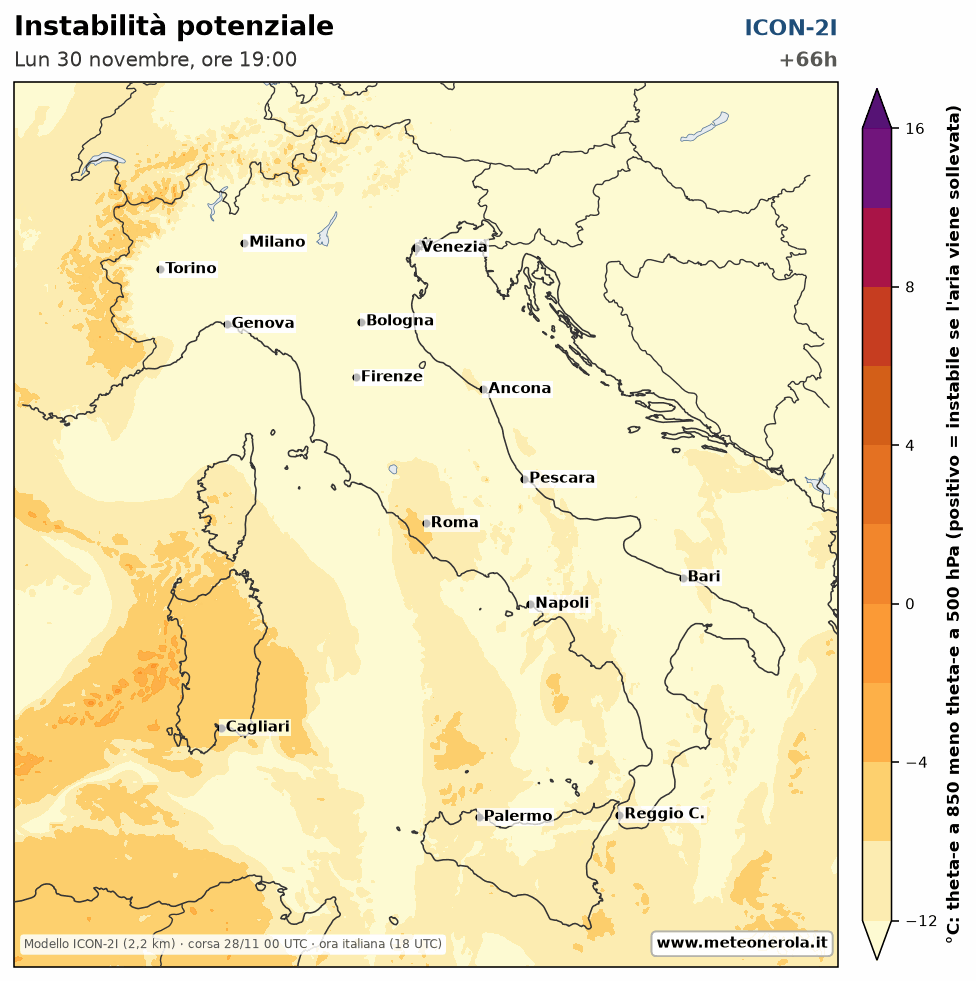 Instabilità potenziale
ICON-2I
Lun 30 novembre, ore 19:00
+66h
Milano
Venezia
Torino
Genova
Bologna
Firenze
Ancona
Pescara
Roma
Bari
Napoli
Cagliari
Palermo
Reggio C.
Modello ICON-2I (2,2 km) · corsa 28/11 00 UTC · ora italiana (18 UTC)
www.meteonerola.it
16
8
4
0
−4
−12
°C: theta-e a 850 meno theta-e a 500 hPa (positivo = instabile se l'aria viene sollevata)